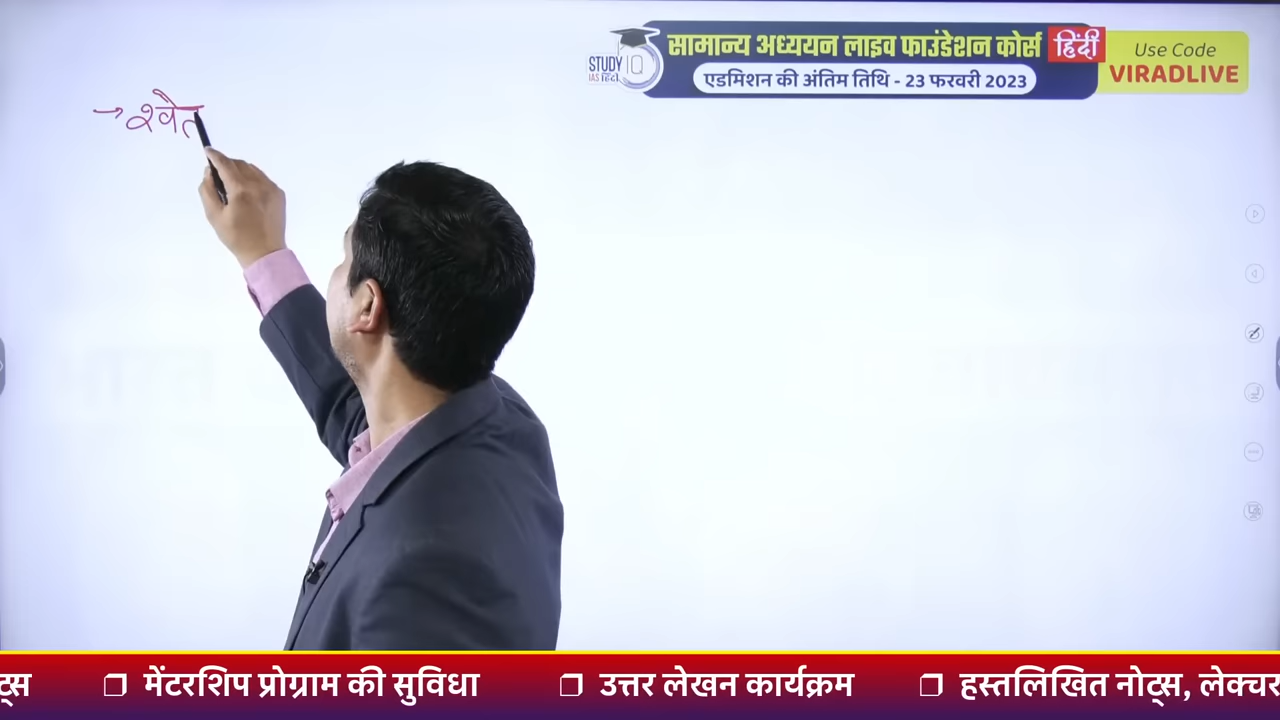 सामान्य अध्ययन लाइव फाउंडेशन कोर्स हिंदी
एडमिशन की अंतिम तिथि - 23 फरवरी 2023
Use Code
VIRADLIVE
STUDY IQ
IAS हिंदी
→ श्वेत
ट्स ❐ मेंटरशिप प्रोग्राम की सुविधा ❐ उत्तर लेखन कार्यक्रम ❐ हस्तलिखित नोट्स, लेक्चर